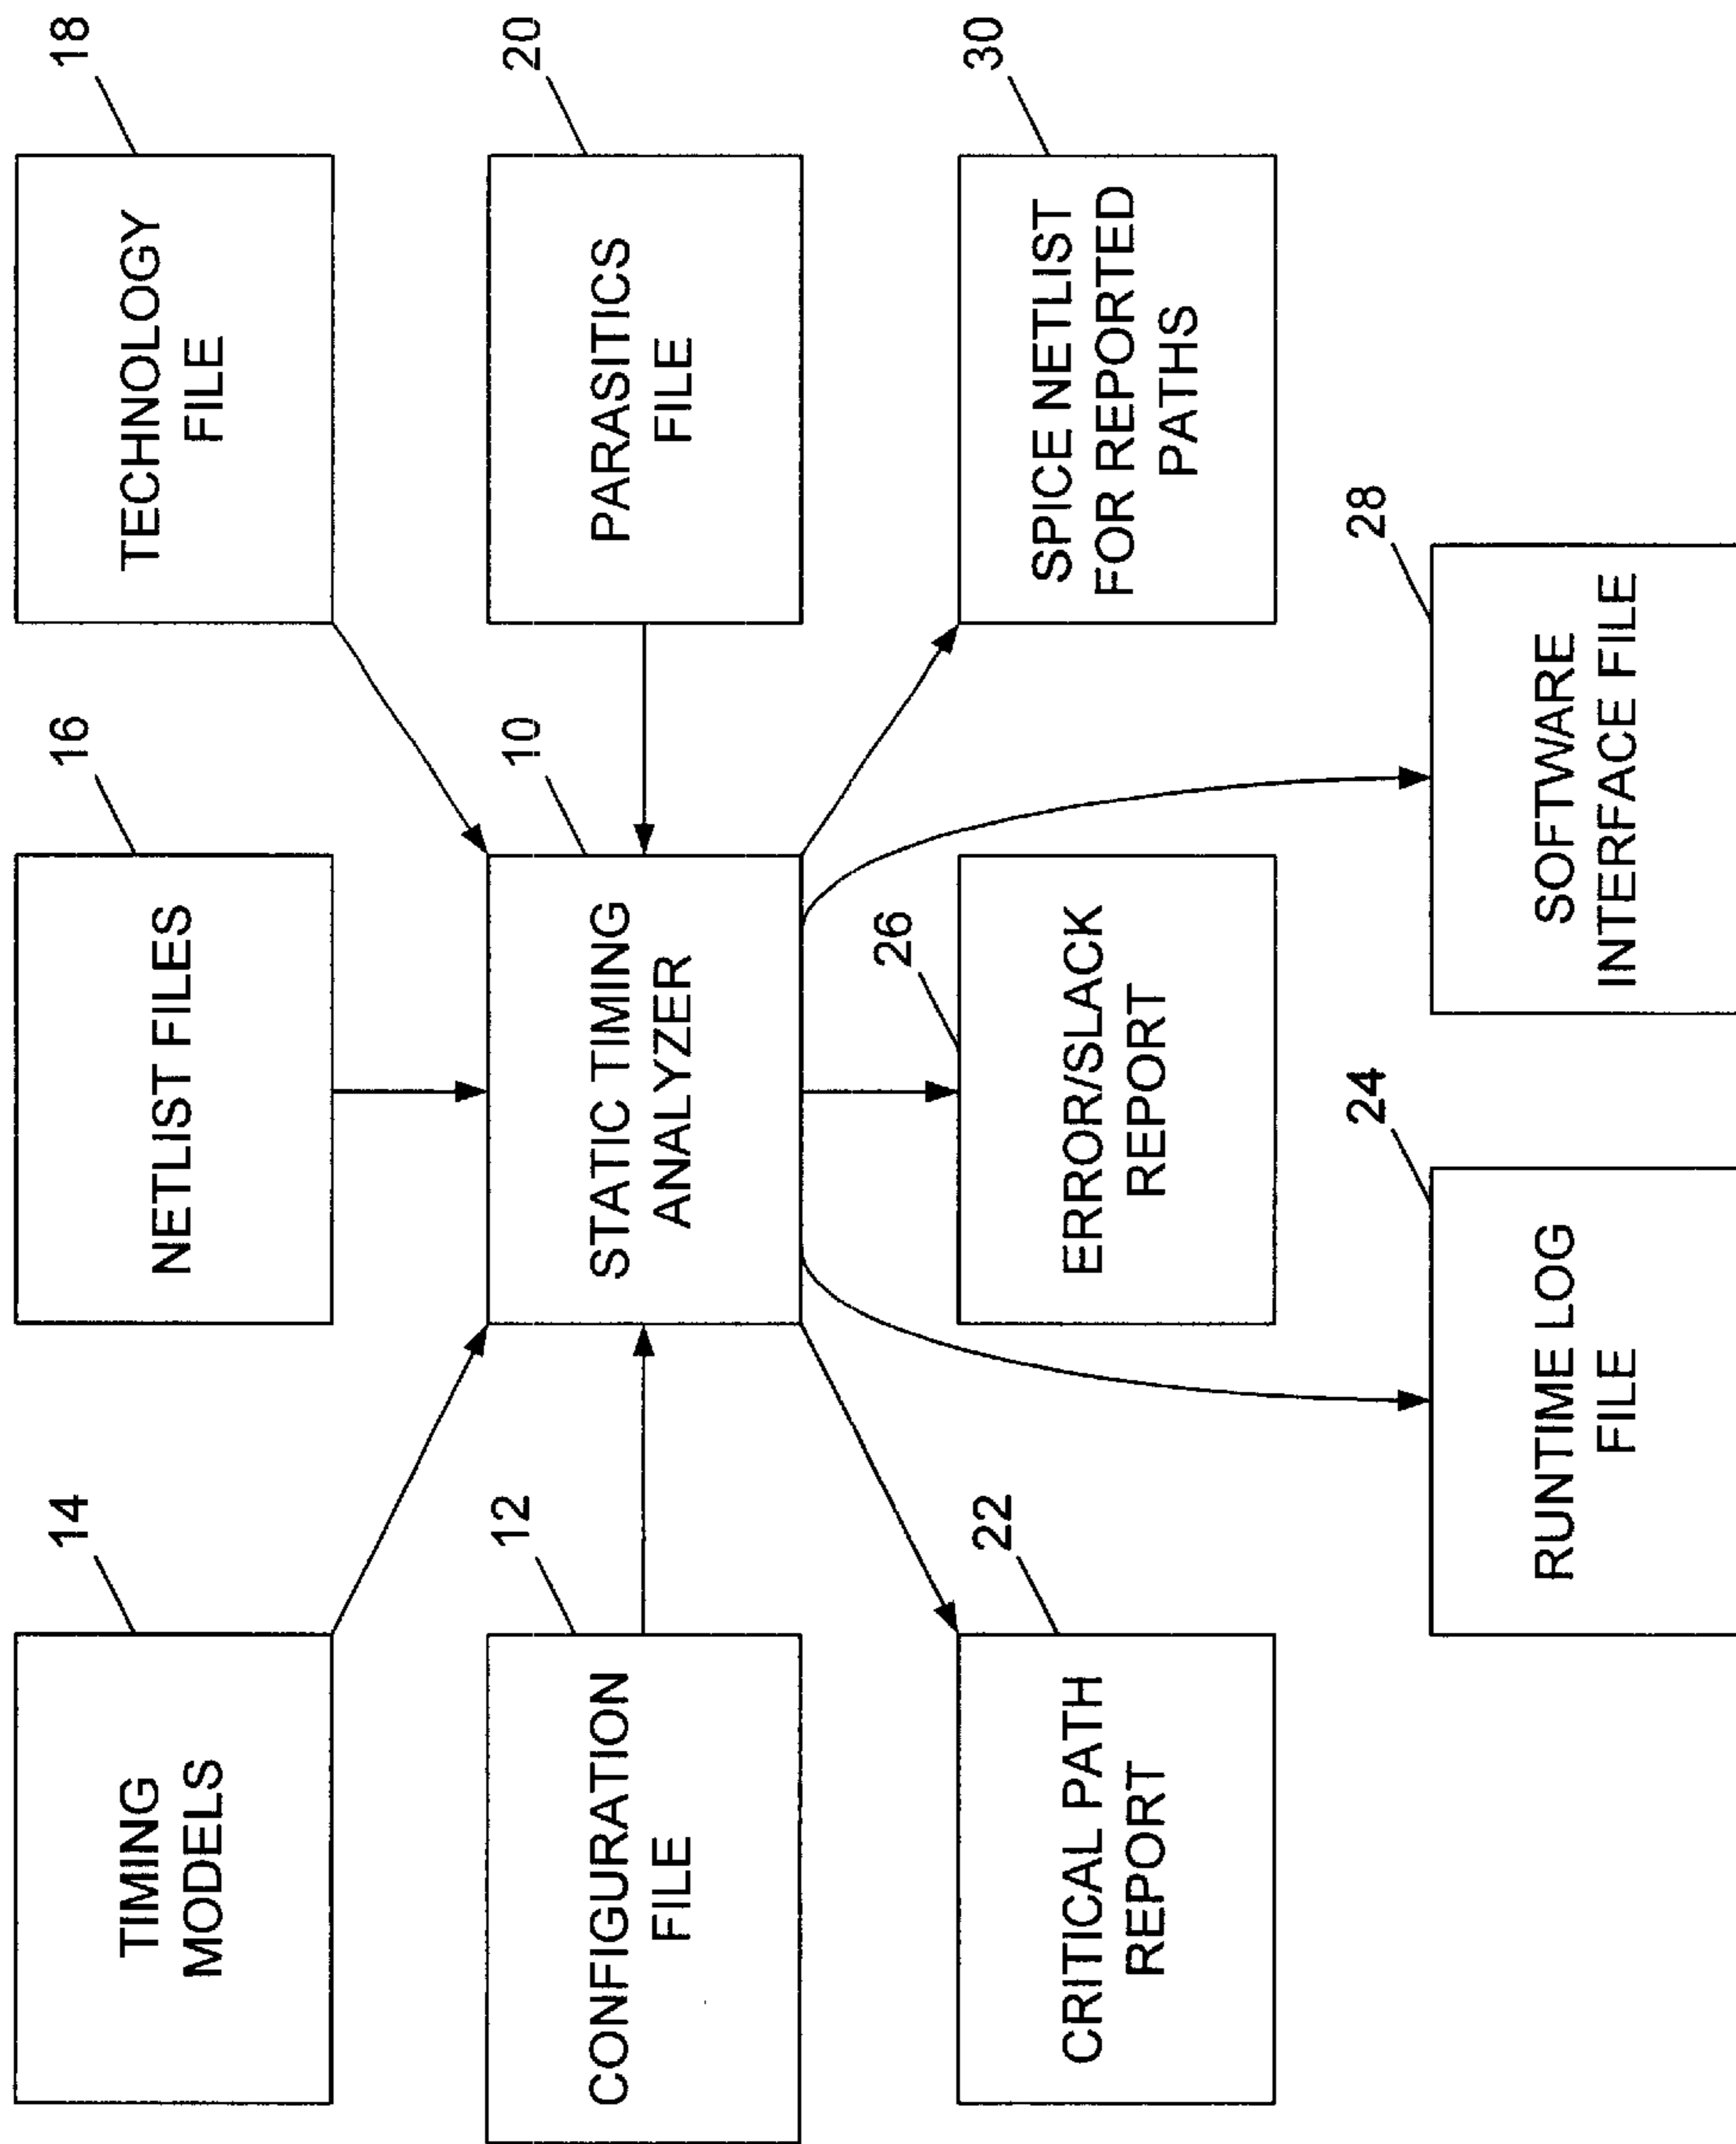 14
TIMING
MODELS
16
NETLIST FILES
18
TECHNOLOGY
FILE
12
CONFIGURATION
FILE
10
STATIC TIMING
ANALYZER
20
PARASITICS
FILE
22
CRITICAL PATH
REPORT
26
ERROR/SLACK
REPORT
30
SPICE NETLIST
FOR REPORTED
PATHS
24
RUNTIME LOG
FILE
28
SOFTWARE
INTERFACE FILE